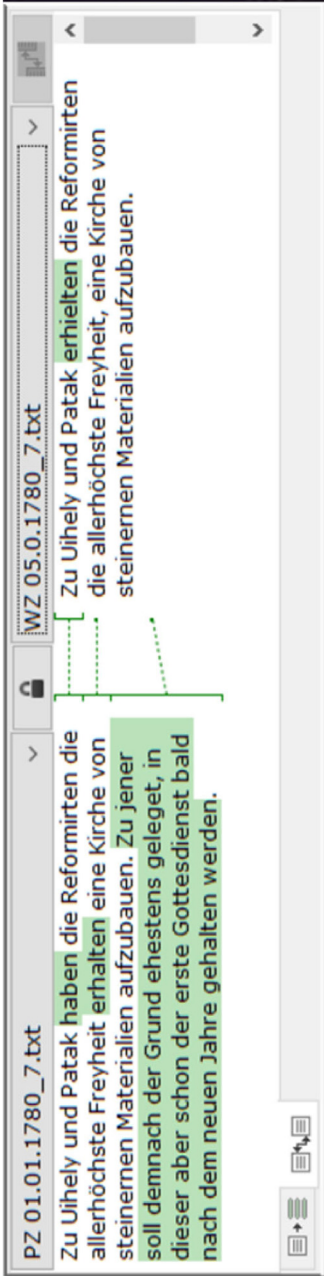 PZ 01.01.1780_7.txt
Zu Uihely und Patak haben die Reformirten die
allerhöchste Freyheit erhalten eine Kirche von
steinernen Materialien aufzubauen. Zu jener
soll demnach der Grund ehestens geleget, in
dieser aber schon der erste Gottesdienst bald
nach dem neuen Jahre gehalten werden.
WZ 05.0.1780_7.txt
Zu Uihely und Patak erhielten die Reformirten
die allerhöchste Freyheit, eine Kirche von
steinernen Materialien aufzubauen.